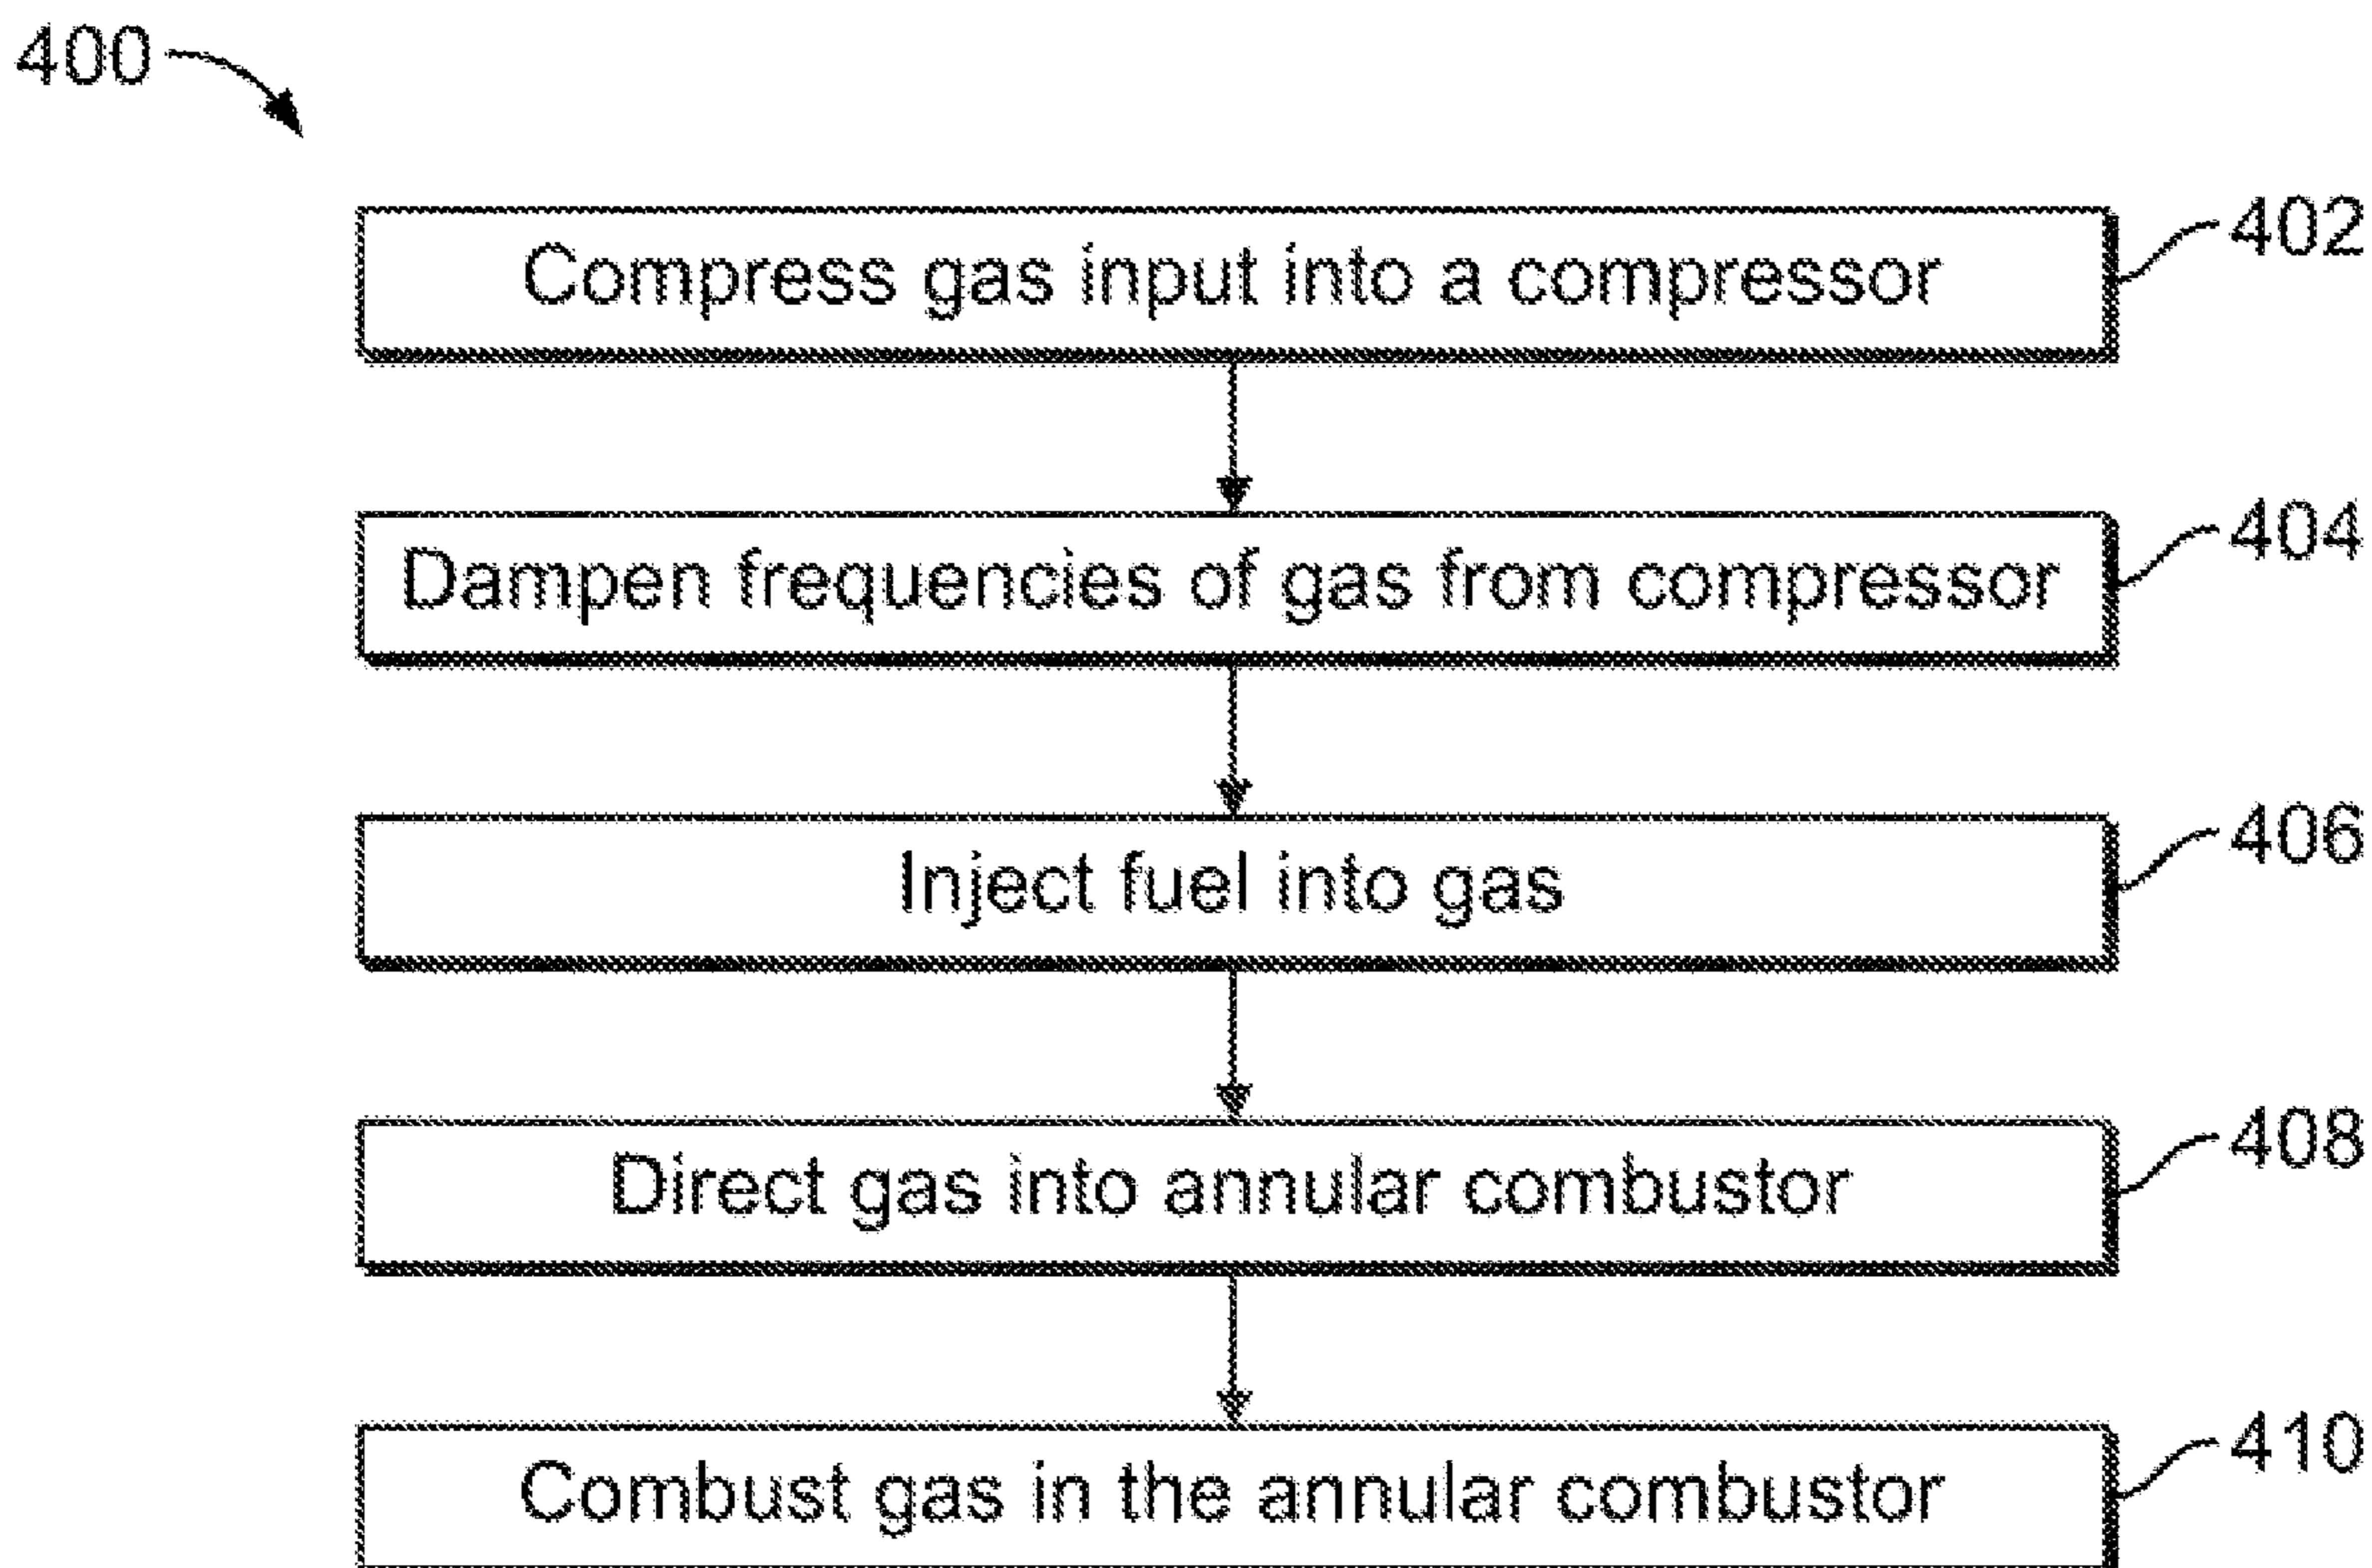 400
Compress gas input into a compressor
402
Dampen frequencies of gas from compressor
404
Inject fuel into gas
406
Direct gas into annular combustor
408
Combust gas in the annular combustor
410